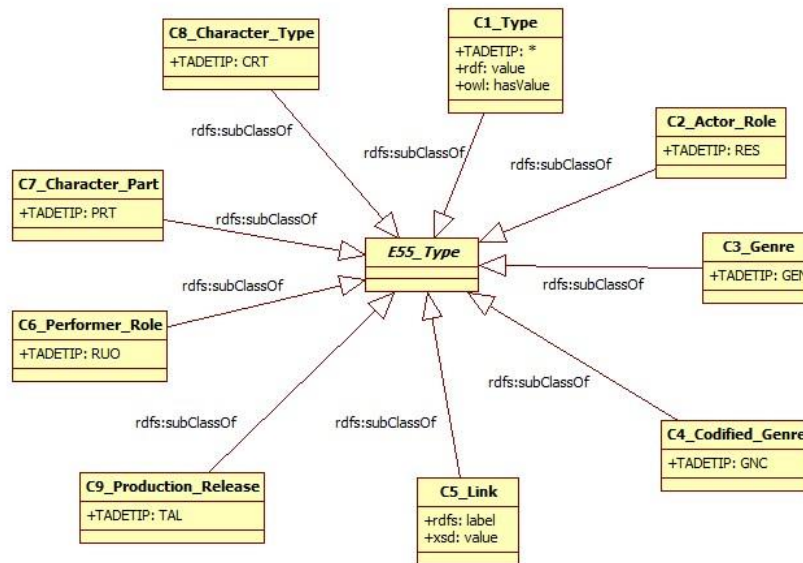 C8_Character_Type
+TADETIP: CRT
C1_Type
+TADETIP: *
+rdf: value
+owl: hasValue
C2_Actor_Role
+TADETIP: RES
rdfs:subClassOf
rdfs:subClassOf
rdfs:subClassOf
C7_Character_Part
+TADETIP: PRT
rdfs:subClassOf
E55_Type
C3_Genre
+TADETIP: GEN
rdfs:subClassOf
rdfs:subClassOf
C6_Performer_Role
+TADETIP: RUO
rdfs:subClassOf
C4_Codified_Genre
+TADETIP: GNC
rdfs:subClassOf
rdfs:subClassOf
C9_Production_Release
+TADETIP: TAL
C5_Link
+rdfs: label
+xsd: value